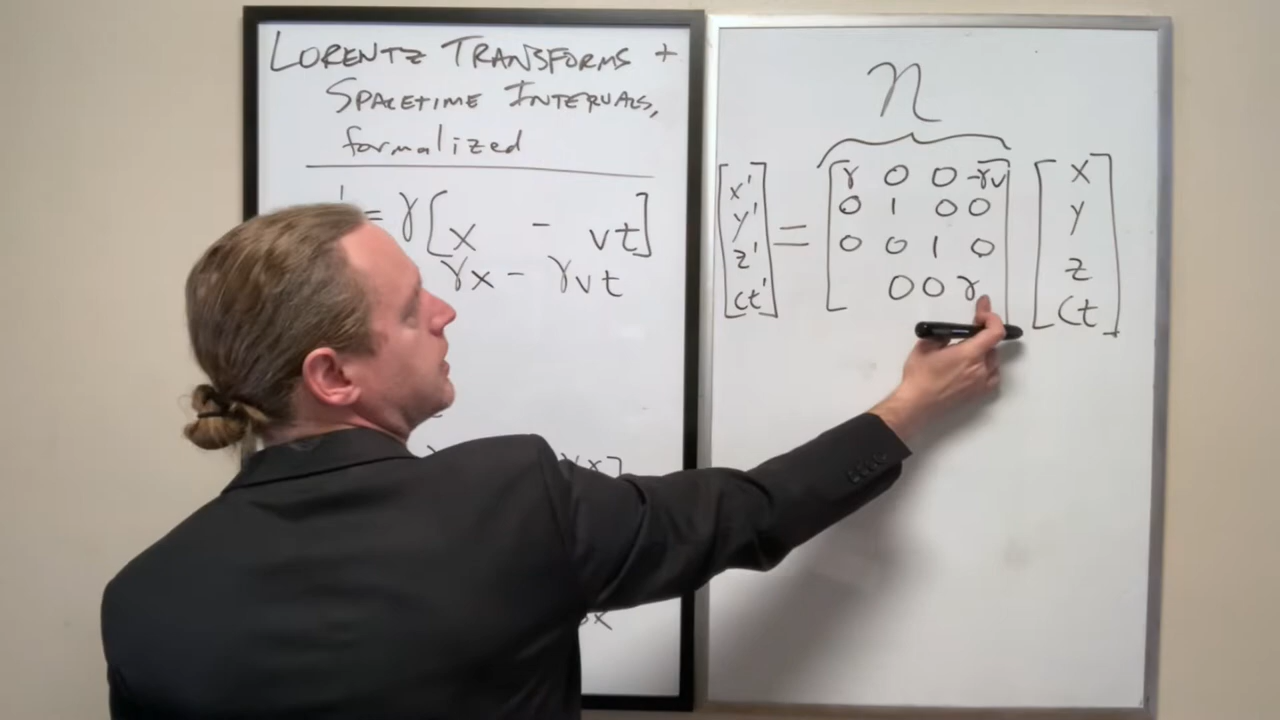 LORENTZ TRANSFORMS +
SPACETIME INTERVALS,
formalized
' = γ[x - vt]
γx - γvt
x]
x
η
[x' y' z' ct'] = [γ 0 0 -γv
0 1 0 0
0 0 1 0
0 0 γ] [x y z ct]